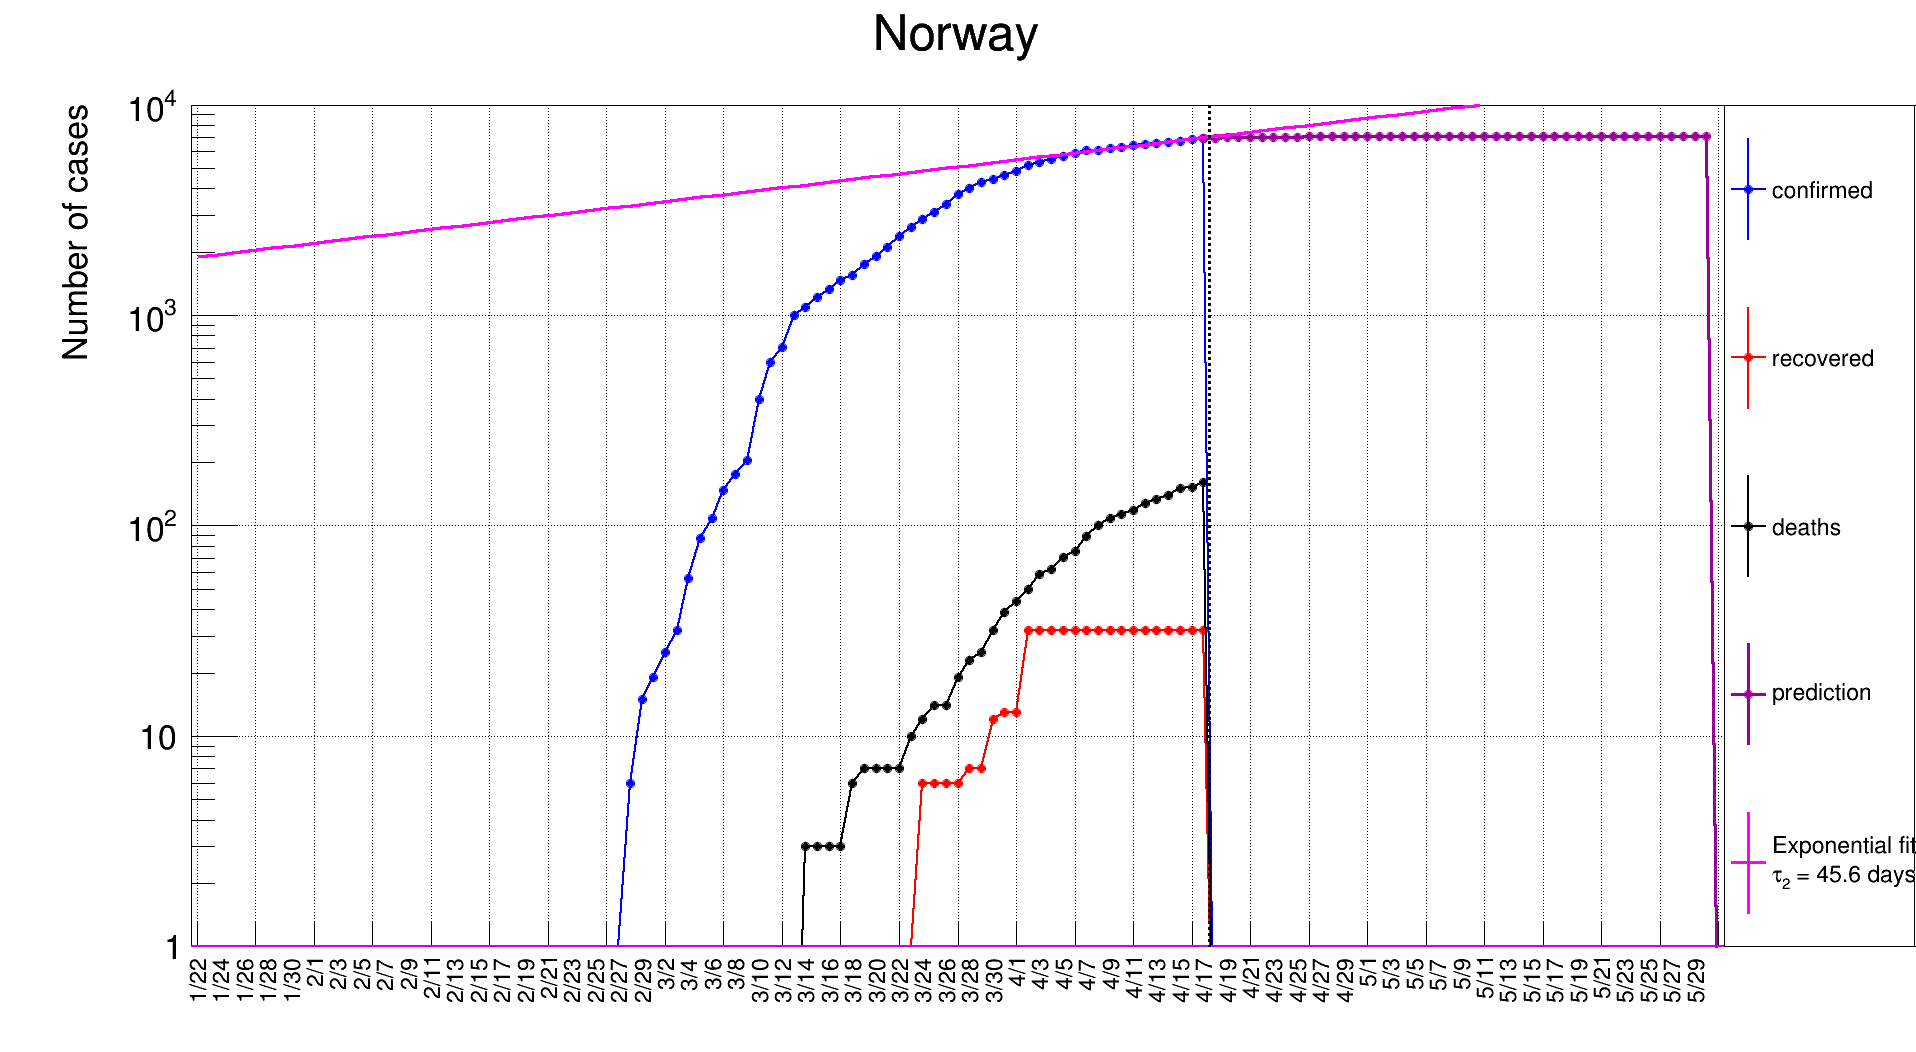 Norway
Number of cases
10⁴
10³
10²
10
1
1/22 1/24 1/26 1/28 1/30 2/1 2/3 2/5 2/7 2/9 2/11 2/13 2/15 2/17 2/19 2/21 2/23 2/25 2/27 2/29 3/2 3/4 3/6 3/8 3/10 3/12 3/14 3/16 3/18 3/20 3/22 3/24 3/26 3/28 3/30 4/1 4/3 4/5 4/7 4/9 4/11 4/13 4/15 4/17 4/19 4/21 4/23 4/25 4/27 4/29 5/1 5/3 5/5 5/7 5/9 5/11 5/13 5/15 5/17 5/19 5/21 5/23 5/25 5/27 5/29
confirmed
recovered
deaths
prediction
Exponential fit
τ₂ = 45.6 days